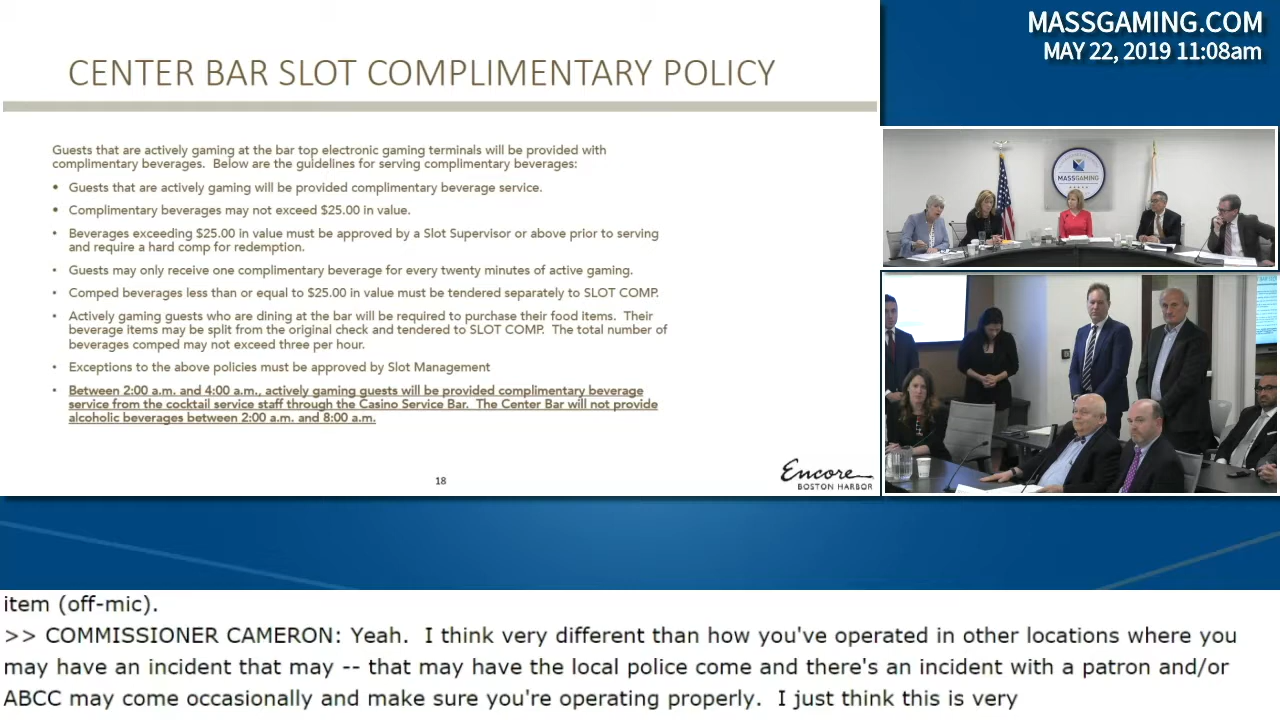 MASSGAMING.COM
MAY 22, 2019 11:08am
CENTER BAR SLOT COMPLIMENTARY POLICY
Guests that are actively gaming at the bar top electronic gaming terminals will be provided with
complimentary beverages. Below are the guidelines for serving complimentary beverages:
• Guests that are actively gaming will be provided complimentary beverage service.
• Complimentary beverages may not exceed $25.00 in value.
• Beverages exceeding $25.00 in value must be approved by a Slot Supervisor or above prior to serving
and require a hard comp for redemption.
• Guests may only receive one complimentary beverage for every twenty minutes of active gaming.
• Comped beverages less than or equal to $25.00 in value must be tendered separately to SLOT COMP.
• Actively gaming guests who are dining at the bar will be required to purchase their food items. Their
beverage items may be split from the original check and tendered to SLOT COMP. The total number of
beverages comped may not exceed three per hour.
• Exceptions to the above policies must be approved by Slot Management
• Between 2:00 a.m. and 4:00 a.m., actively gaming guests will be provided complimentary beverage
service from the cocktail service staff through the Casino Service Bar. The Center Bar will not provide
alcoholic beverages between 2:00 a.m. and 8:00 a.m.
18
Encore
BOSTON HARBOR
MASSGAMING
item (off-mic).
>> COMMISSIONER CAMERON: Yeah. I think very different than how you've operated in other locations where you
may have an incident that may -- that may have the local police come and there's an incident with a patron and/or
ABCC may come occasionally and make sure you're operating properly. I just think this is very